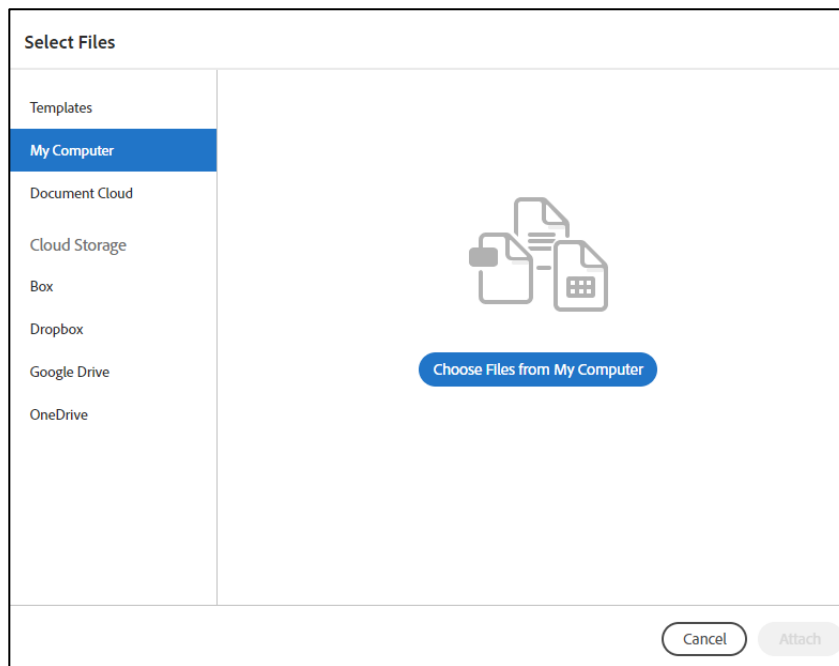 Select Files
Templates
My Computer
Document Cloud
Cloud Storage
Box
Dropbox
Google Drive
OneDrive
Choose Files from My Computer
Cancel
Attach